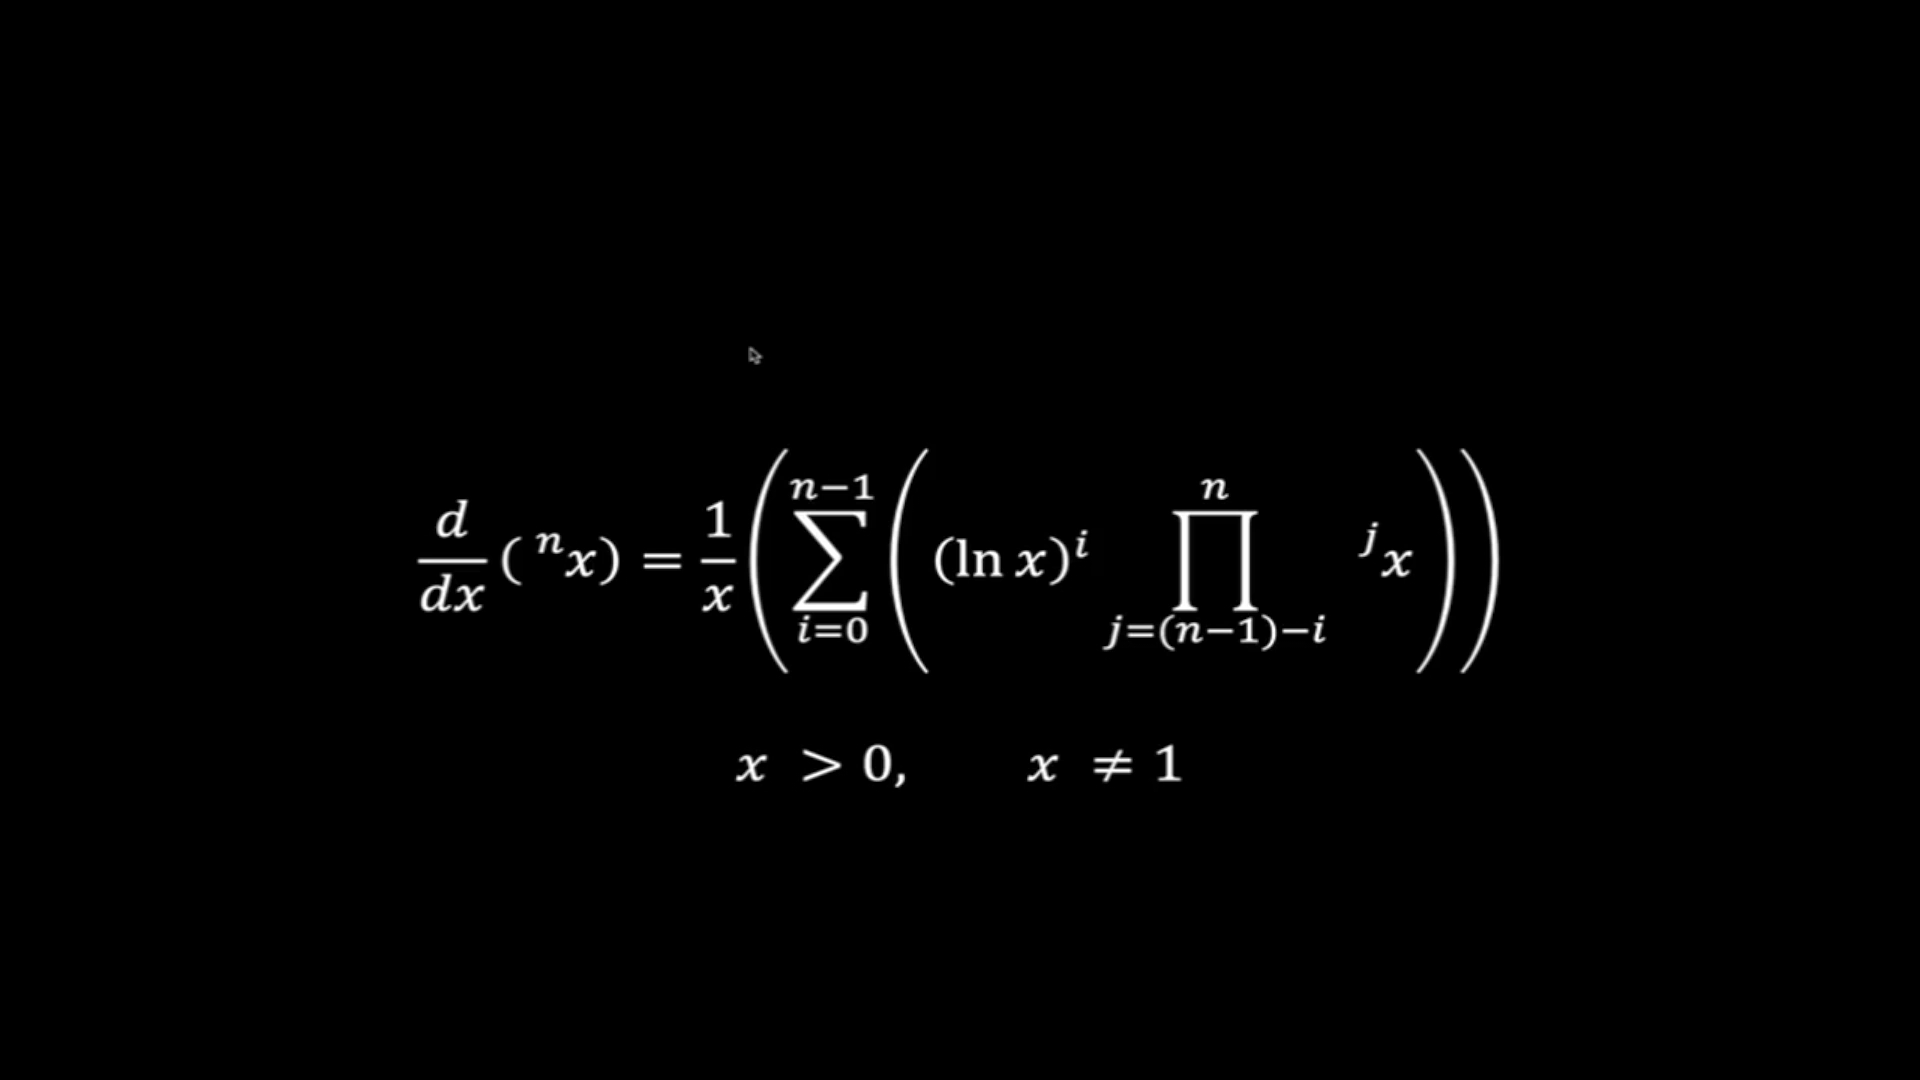 d/dx (ⁿx) = 1/x (∑_{i=0}^{n−1} ((ln x)^i ∏_{j=(n−1)−i}^{n} ʲx))
x > 0, x ≠ 1